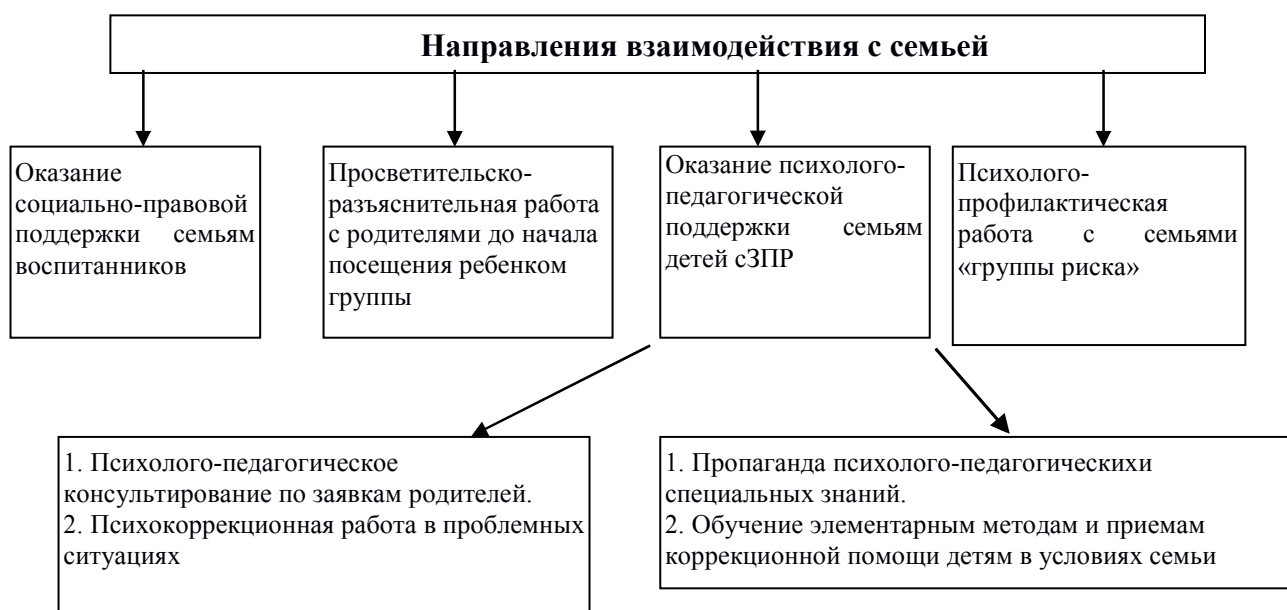 Направления взаимодействия с семьей
Оказание
социально-правовой
поддержки семьям
воспитанников
Просветительско-
разъяснительная работа
с родителями до начала
посещения ребенком
группы
Оказание психолого-
педагогической
поддержки семьям
детей сЗПР
Психолого-
профилактическая
работа с семьями
«группы риска»
1. Психолого-педагогическое
консультирование по заявкам родителей.
2. Психокоррекционная работа в проблемных
ситуациях
1. Пропаганда психолого-педагогическихи
специальных знаний.
2. Обучение элементарным методам и приемам
коррекционной помощи детям в условиях семьи